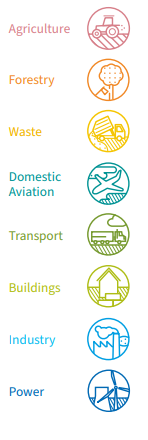 Agriculture
Forestry
Waste
Domestic
Aviation
Transport
Buildings
Industry
Power